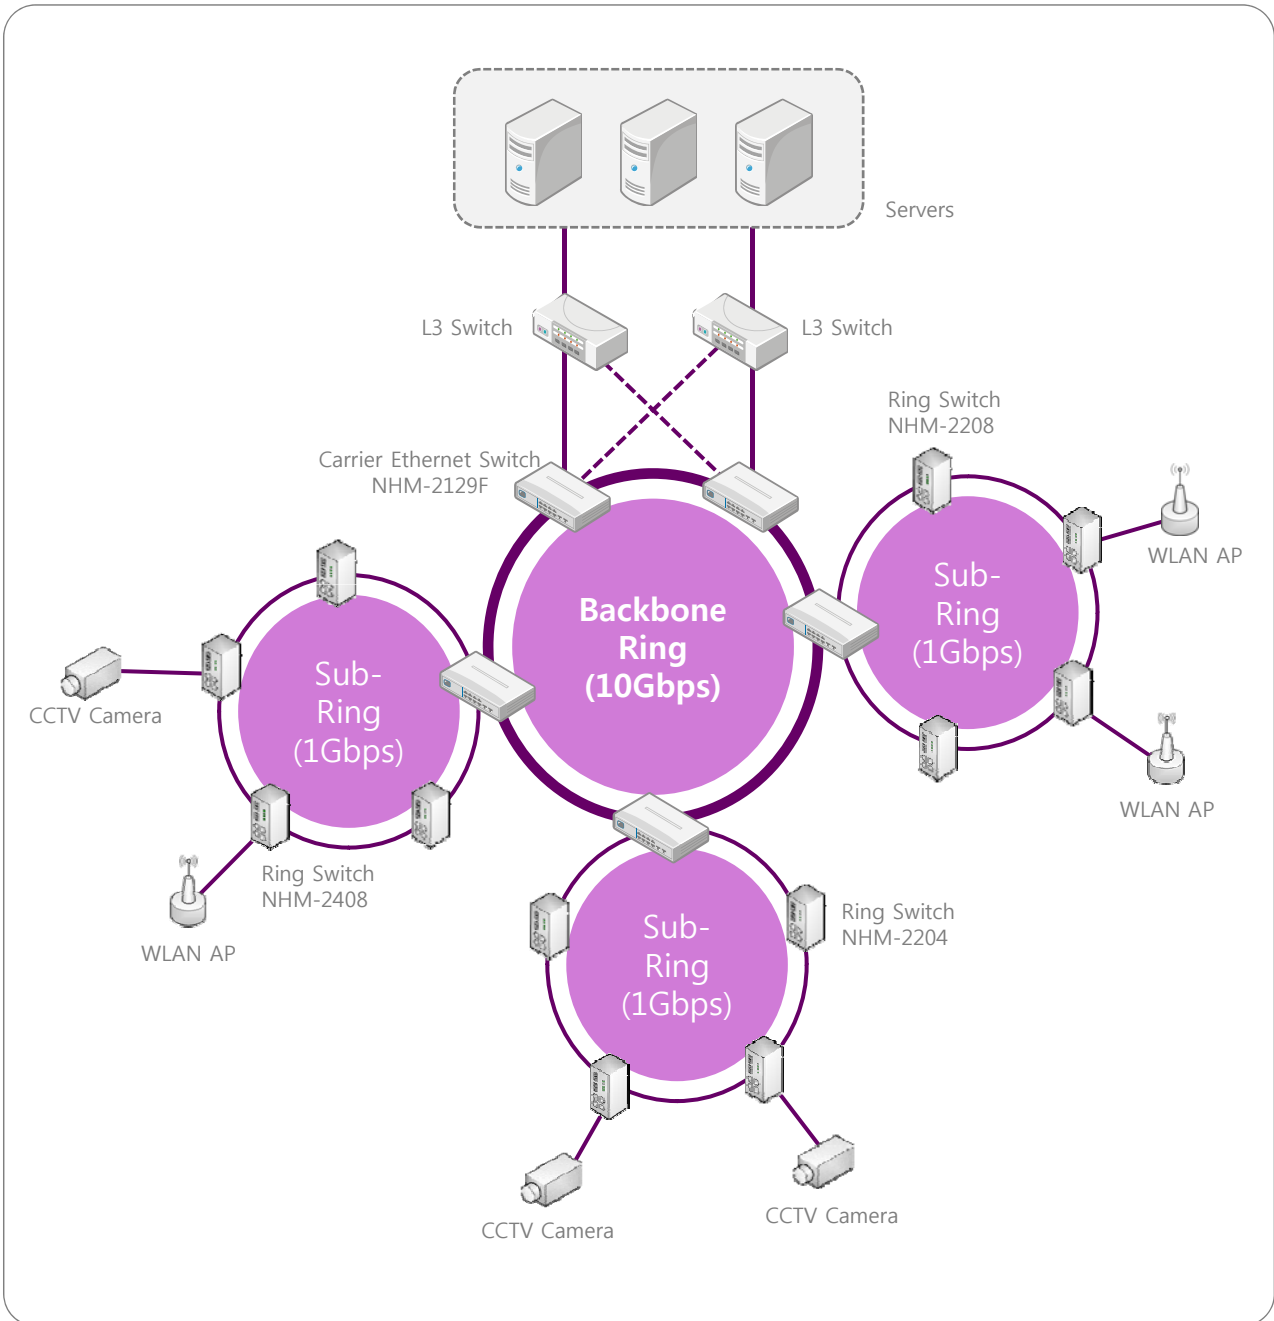 Servers
L3 Switch
L3 Switch
Ring Switch
NHM-2208
Carrier Ethernet Switch
NHM-2129F
WLAN AP
Sub-
Ring
(1Gbps)
Backbone
Ring
(10Gbps)
Sub-
Ring
(1Gbps)
CCTV Camera
WLAN AP
Ring Switch
NHM-2408
WLAN AP
Ring Switch
NHM-2204
Sub-
Ring
(1Gbps)
CCTV Camera
CCTV Camera